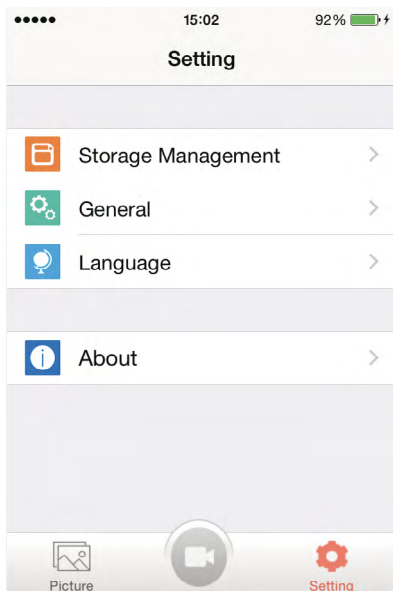 15:02 92%
Setting
Storage Management
General
Language
About
Picture Setting